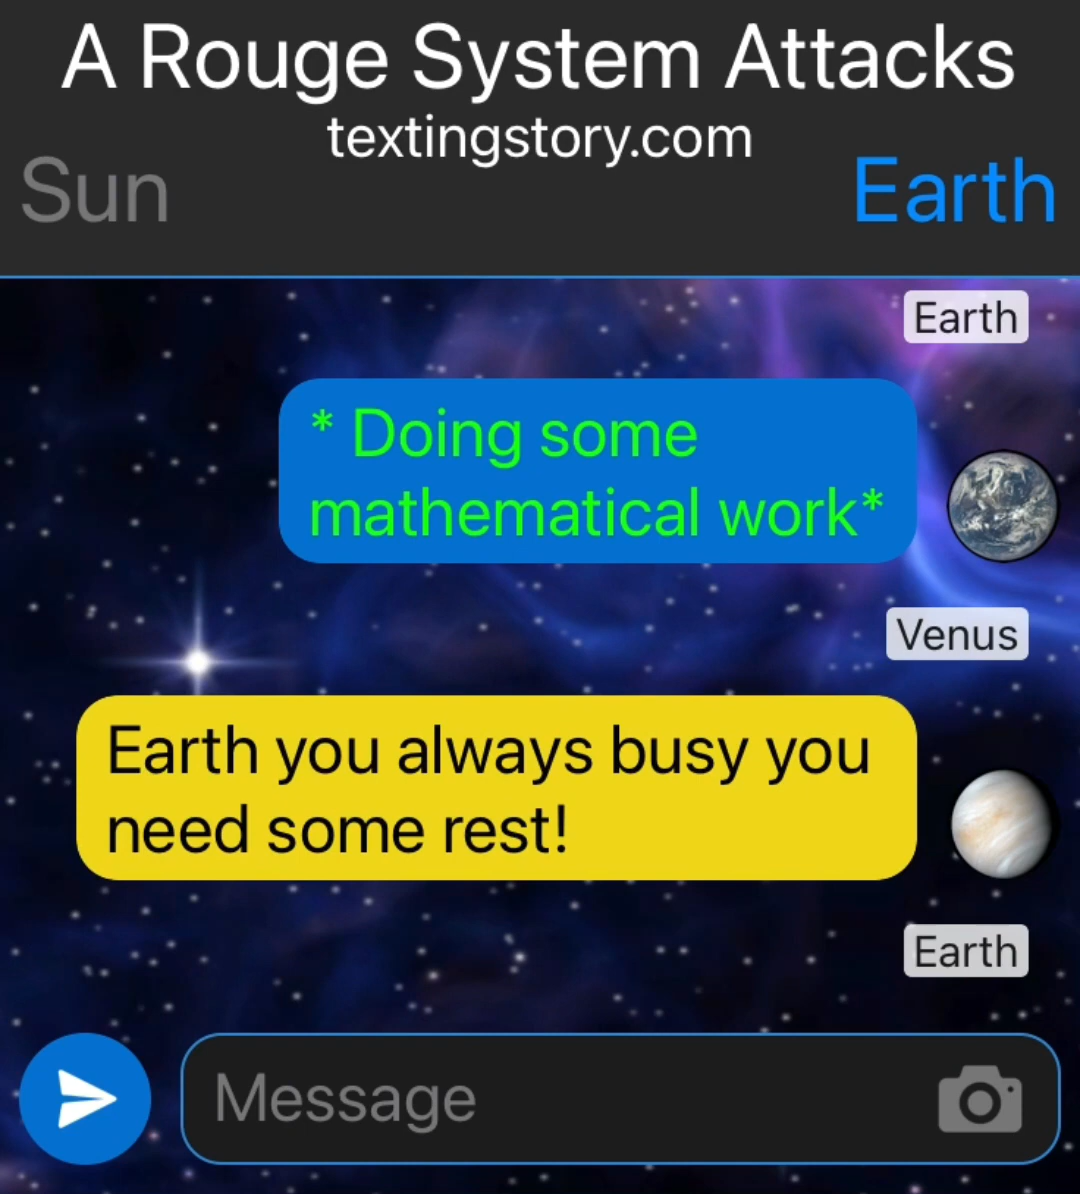 A Rouge System Attacks
textingstory.com
Sun
Earth
Earth
* Doing some
mathematical work*
Venus
Earth you always busy you
need some rest!
Earth
Message